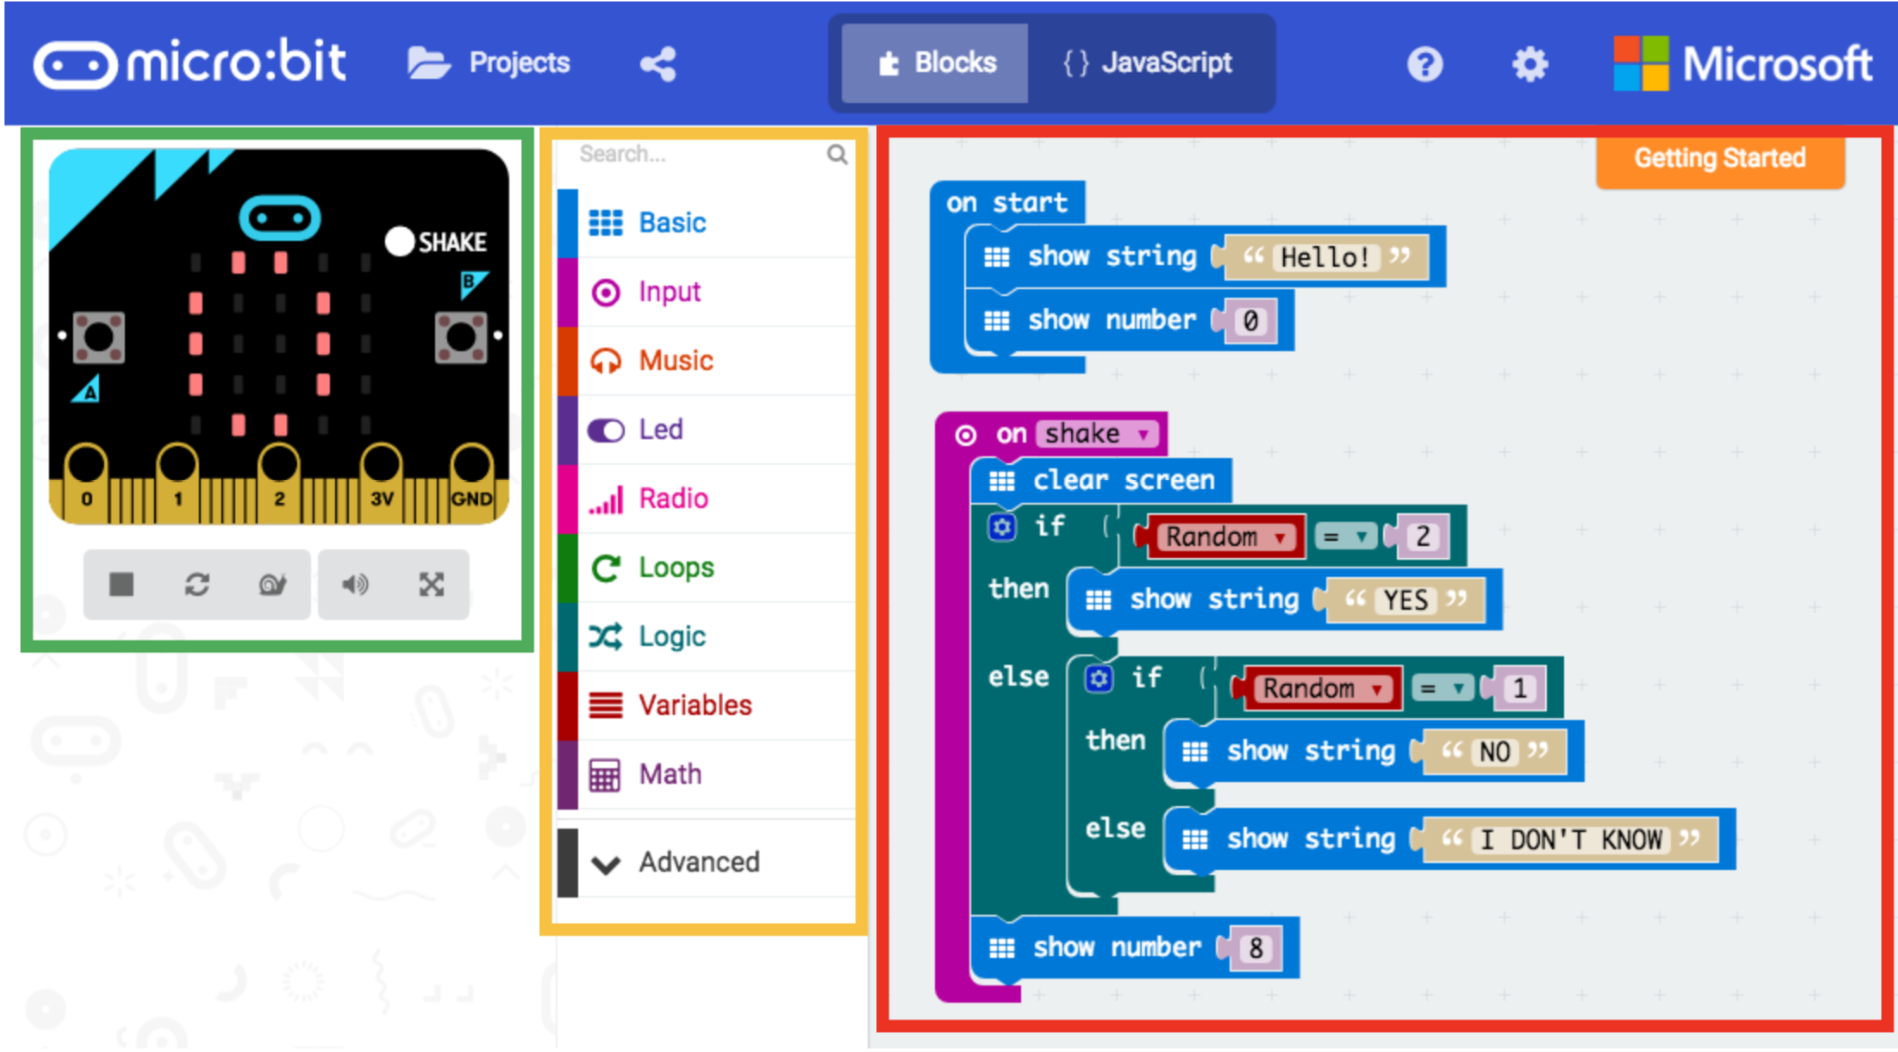 micro:bit Projects Blocks {} JavaScript ? Microsoft
SHAKE
B
A
0 1 2 3V GND
Search...
Basic
Input
Music
Led
Radio
Loops
Logic
Variables
Math
Advanced
Getting Started
on start
show string “ Hello! ”
show number 0
on shake
clear screen
if Random = 2
then show string “ YES ”
else if Random = 1
then show string “ NO ”
else show string “ I DON'T KNOW ”
show number 8